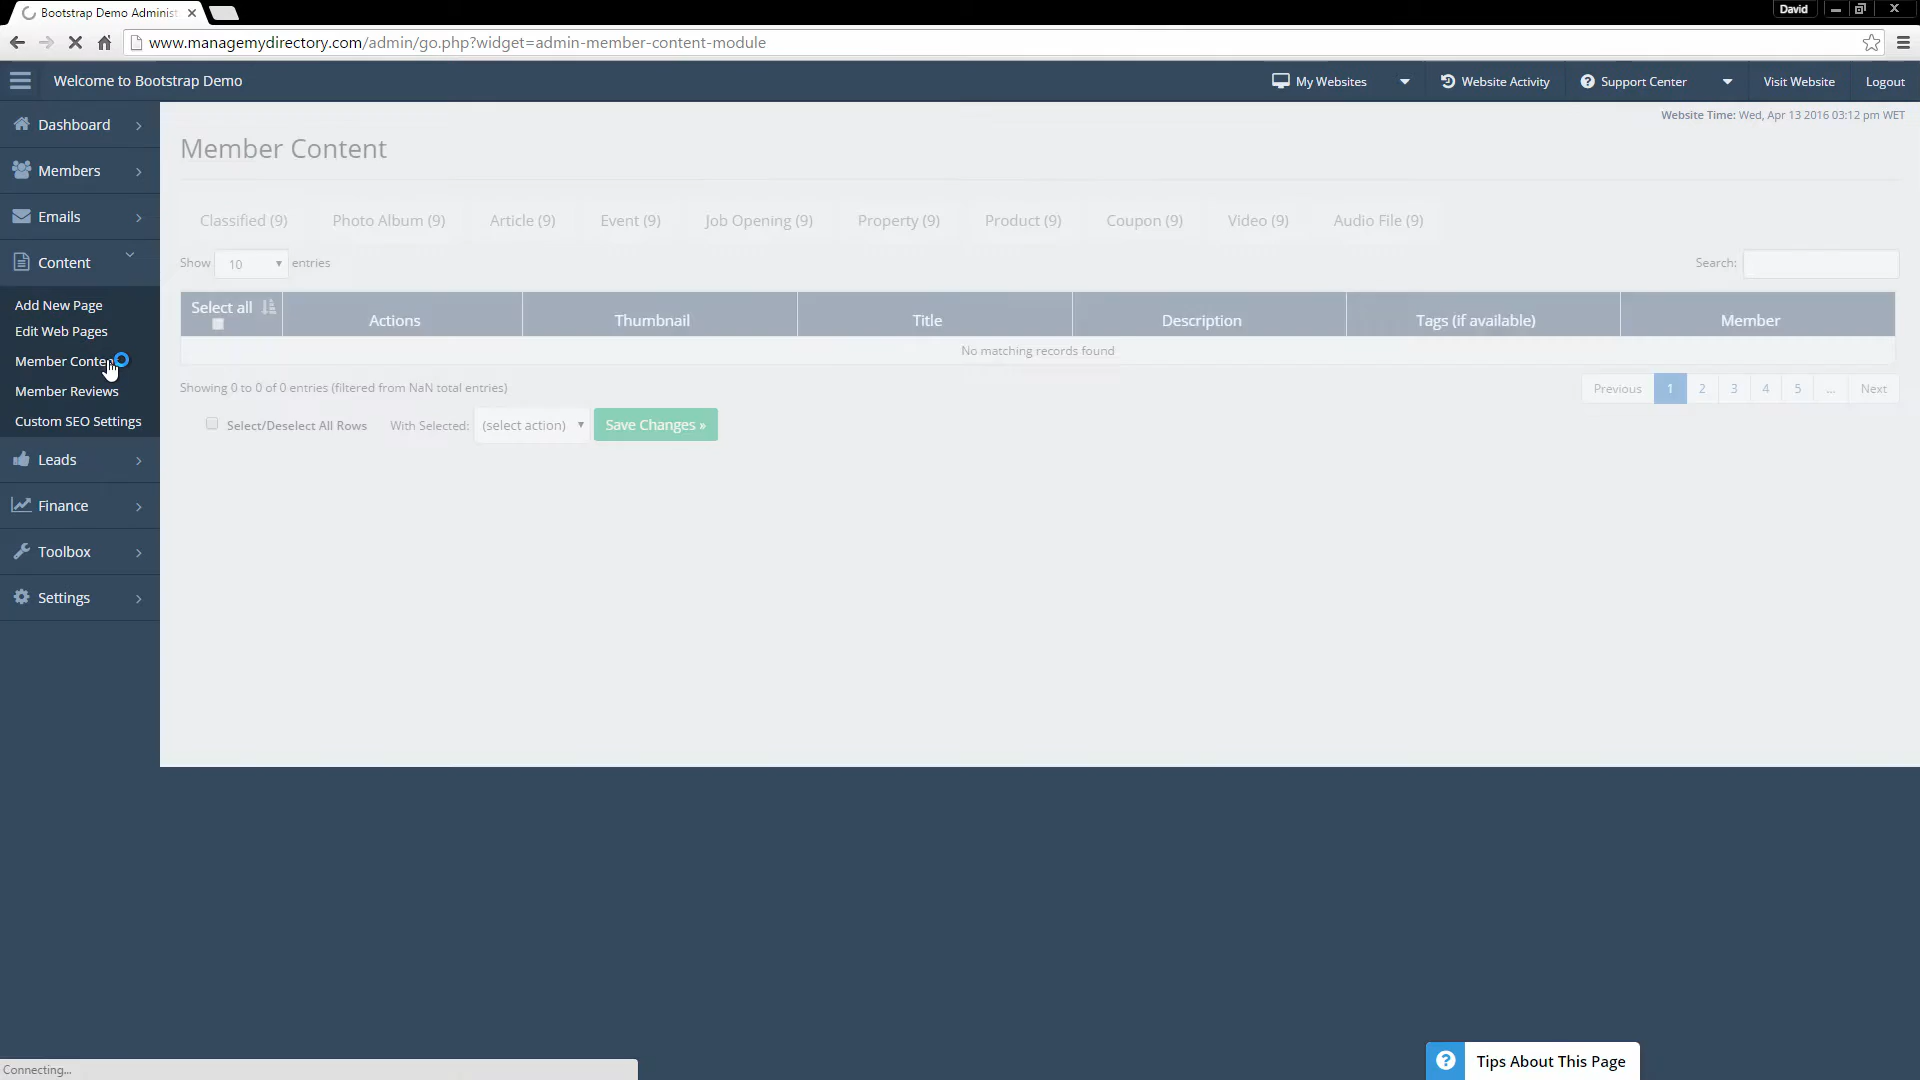 Bootstrap Demo Administ
David
www.managemydirectory.com/admin/go.php?widget=admin-member-content-module
Welcome to Bootstrap Demo
My Websites
Website Activity
Support Center
Visit Website
Logout
Website Time: Wed, Apr 13 2016 03:12 pm WET
Dashboard
Members
Emails
Content
Add New Page
Edit Web Pages
Member Conte
Member Reviews
Custom SEO Settings
Leads
Finance
Toolbox
Settings
Member Content
Classified (9) Photo Album (9) Article (9) Event (9) Job Opening (9) Property (9) Product (9) Coupon (9) Video (9) Audio File (9)
Show 10 entries
Search:
Select all Actions Thumbnail Title Description Tags (if available) Member
No matching records found
Showing 0 to 0 of 0 entries (filtered from NaN total entries)
Previous 1 2 3 4 5 ... Next
Select/Deselect All Rows With Selected: (select action) Save Changes »
Connecting...
? Tips About This Page